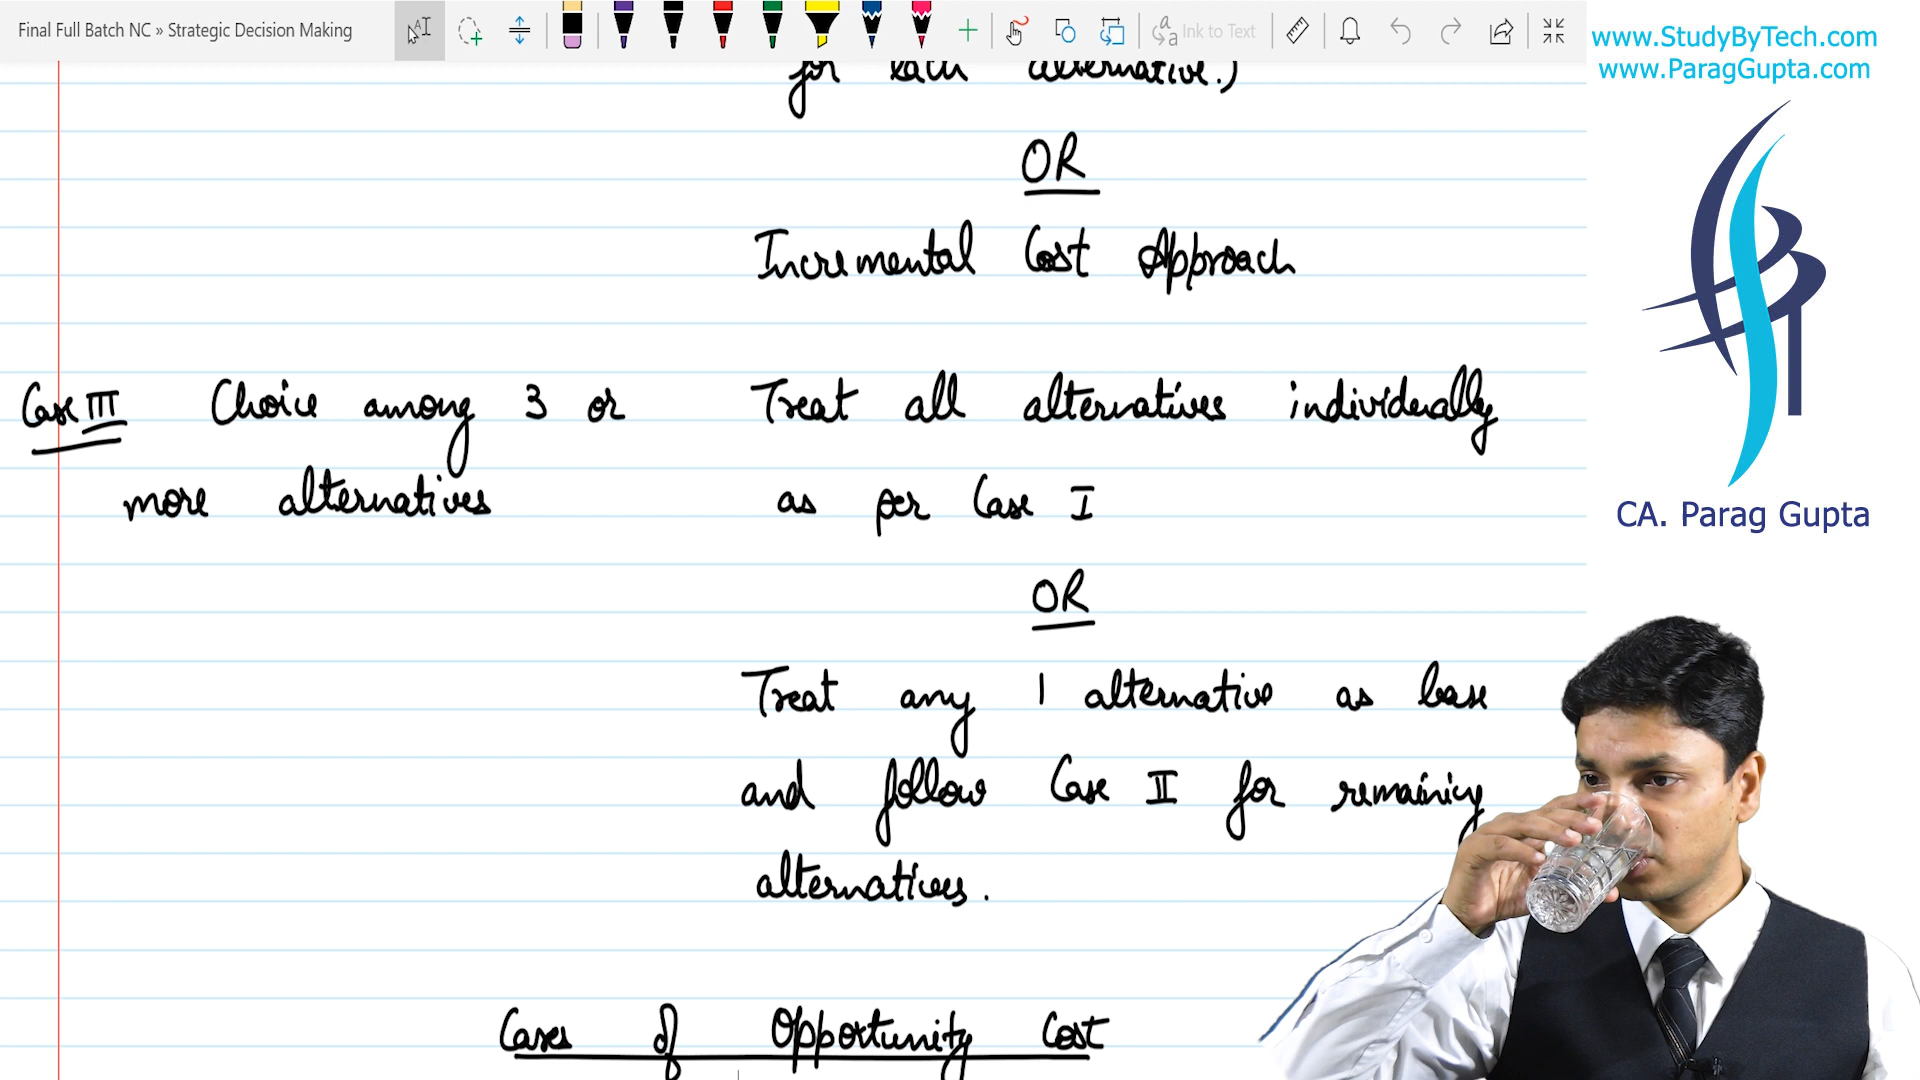 Final Full Batch NC » Strategic Decision Making
Ink to Text
www.StudyByTech.com
www.ParagGupta.com
for each alternative.)
OR
Incremental Cost Approach
Case III Choice among 3 or Treat all alternatives individually
more alternatives as per Case I
OR
CA. Parag Gupta
Treat any 1 alternative as base
and follow Case II for remaining
alternatives.
Cases of Opportunity Cost